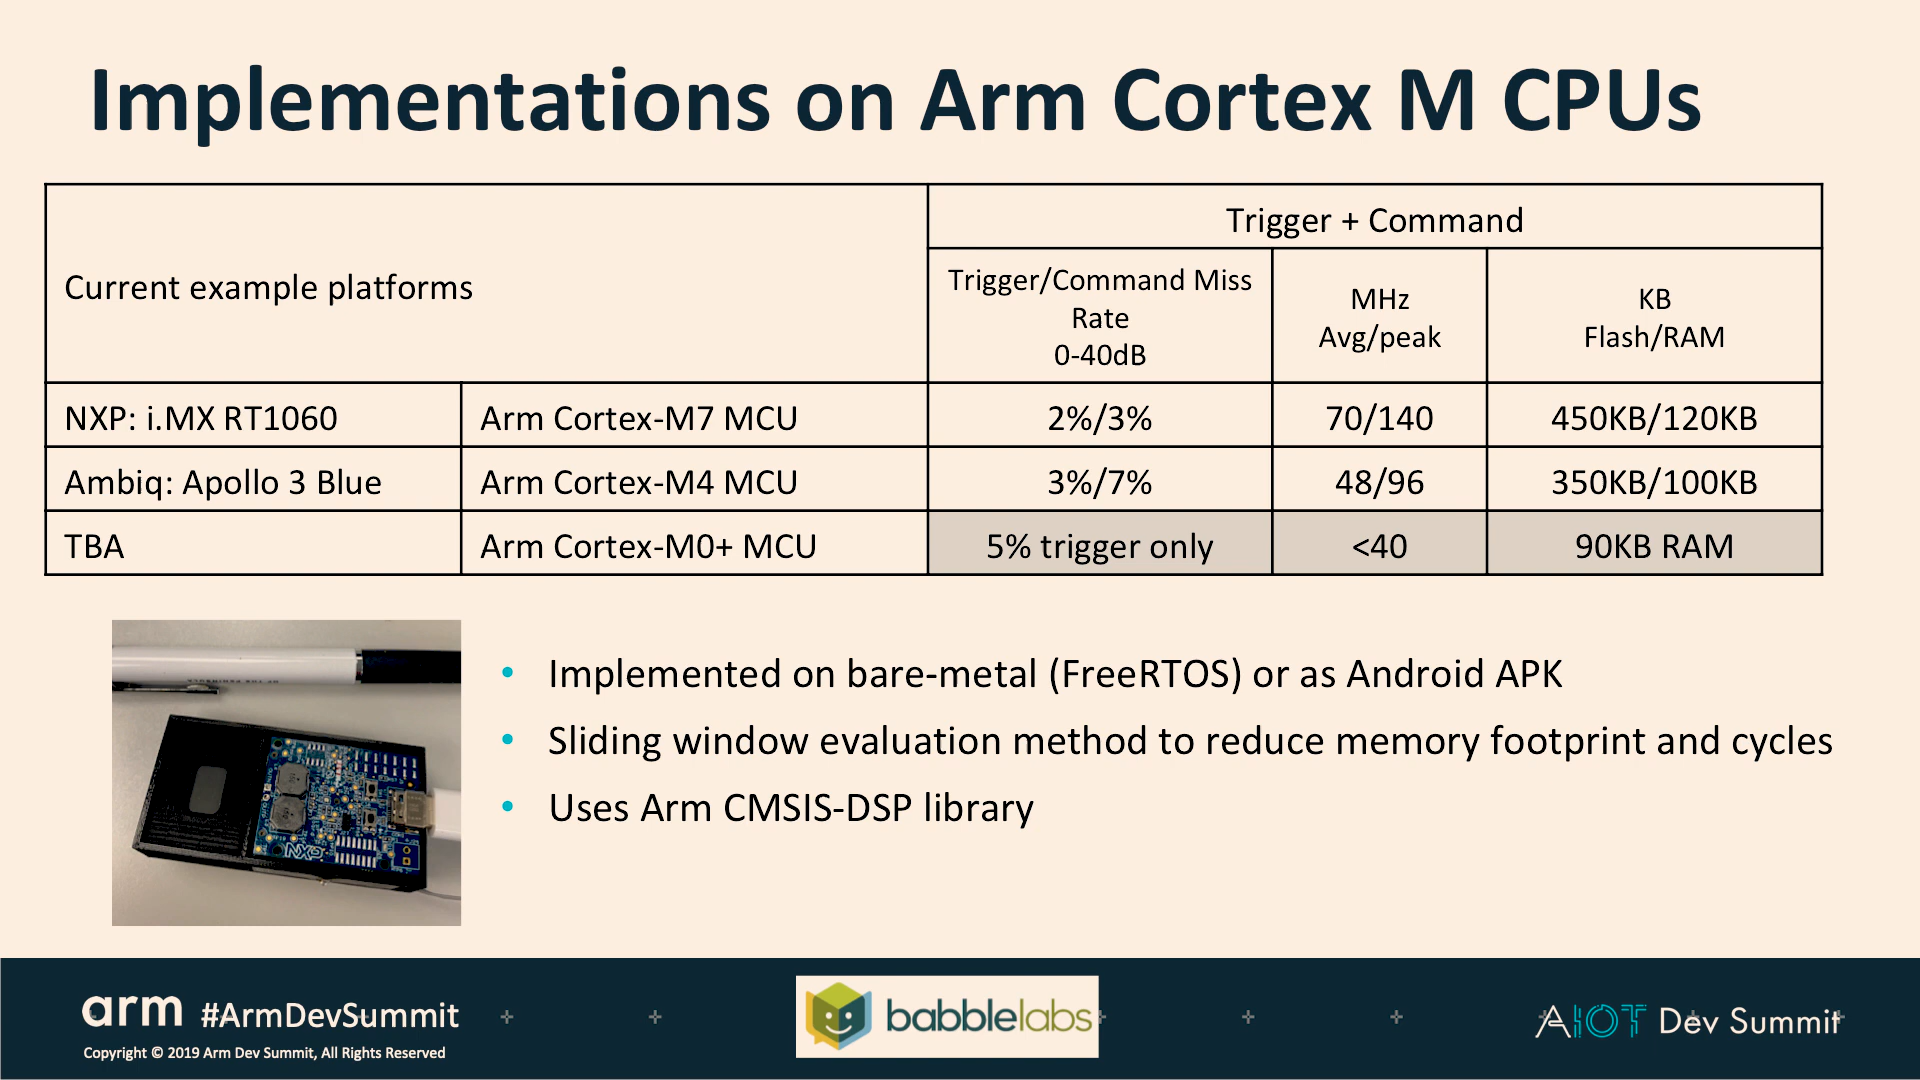 Implementations on Arm Cortex M CPUs
Current example platforms
Trigger + Command
Trigger/Command Miss
Rate
0-40dB
MHz
Avg/peak
KB
Flash/RAM
NXP: i.MX RT1060 Arm Cortex-M7 MCU 2%/3% 70/140 450KB/120KB
Ambiq: Apollo 3 Blue Arm Cortex-M4 MCU 3%/7% 48/96 350KB/100KB
TBA Arm Cortex-M0+ MCU 5% trigger only <40 90KB RAM
NXP
• Implemented on bare-metal (FreeRTOS) or as Android APK
• Sliding window evaluation method to reduce memory footprint and cycles
• Uses Arm CMSIS-DSP library
arm #ArmDevSummit
Copyright © 2019 Arm Dev Summit, All Rights Reserved
babblelabs
AIOT Dev Summit